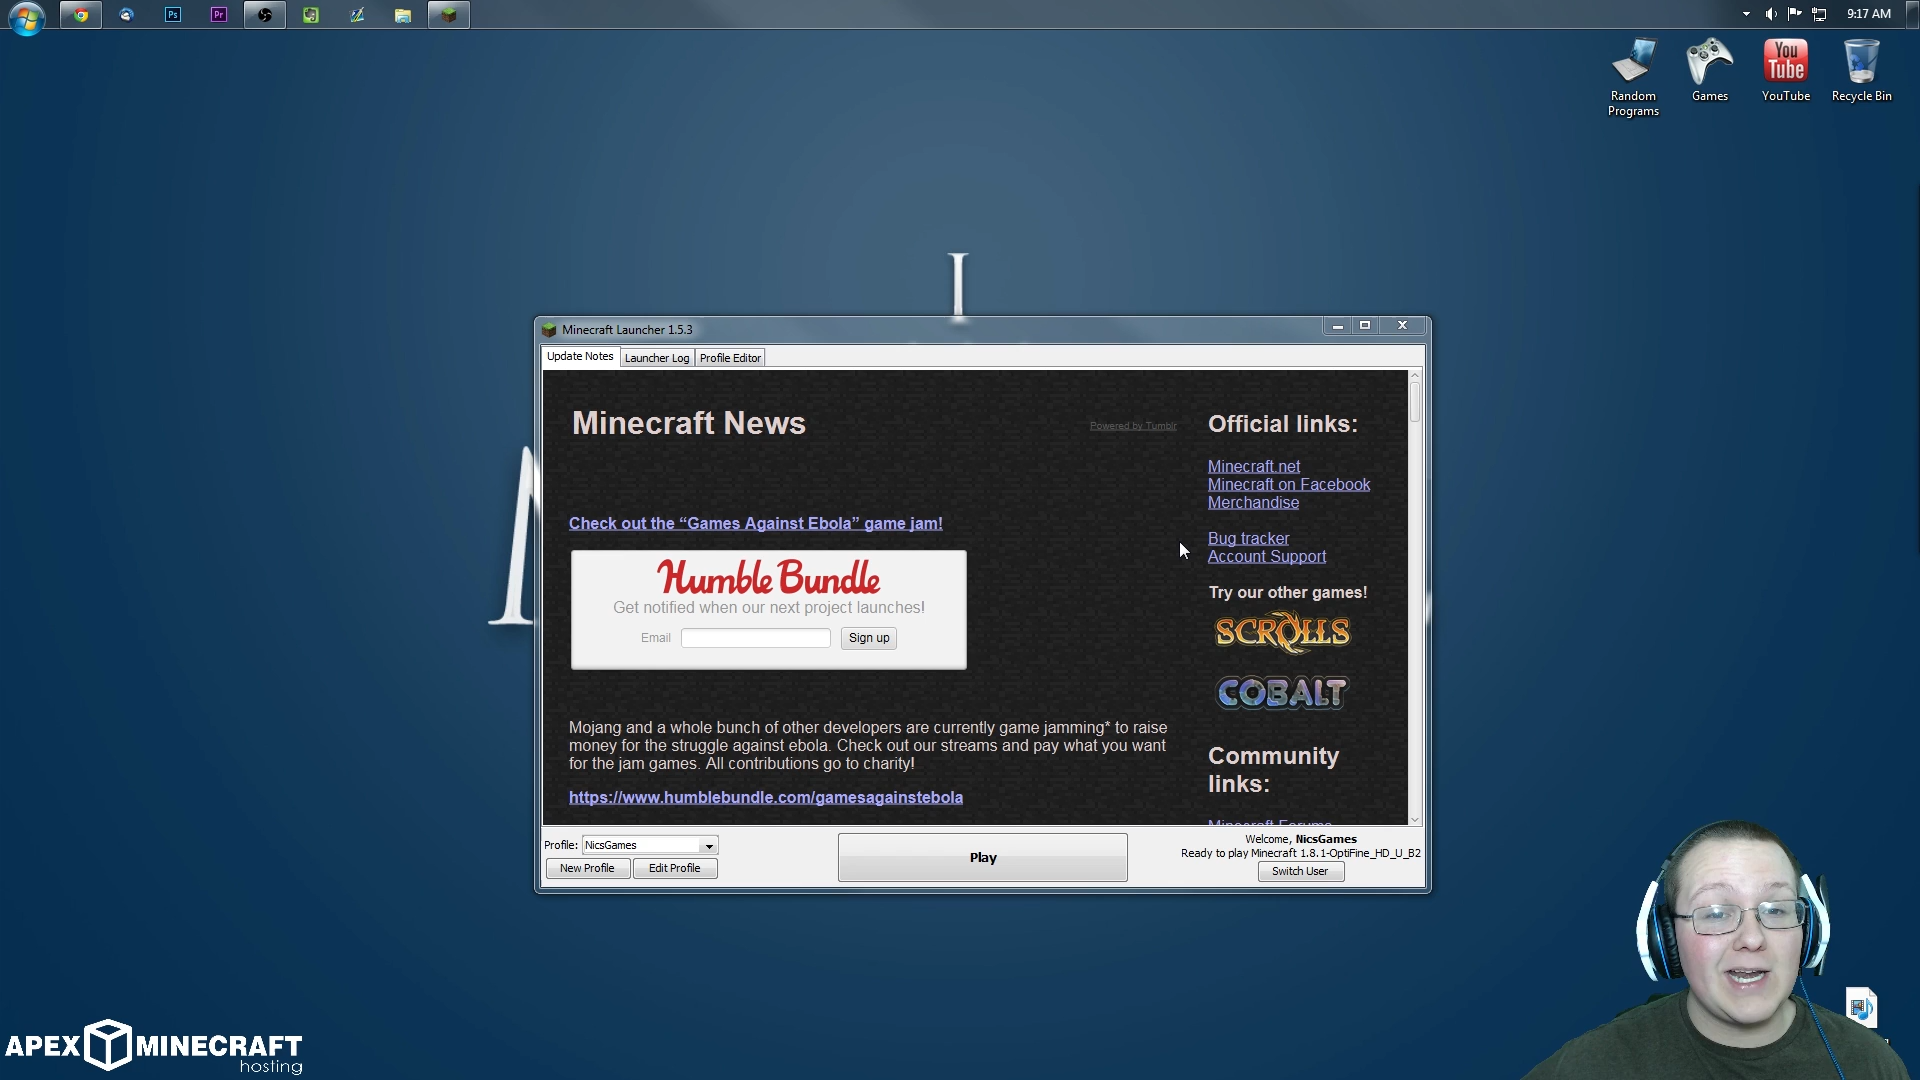 Ps
Pr
9:17 AM
Random
Programs
Games
You
Tube
YouTube
Recycle Bin
I
Minecraft Launcher 1.5.3
Update Notes
Launcher Log
Profile Editor
Minecraft News
Powered by Tumblr
Official links:
Minecraft.net
Minecraft on Facebook
Merchandise
Check out the “Games Against Ebola” game jam!
Bug tracker
Account Support
Humble Bundle
Get notified when our next project launches!
Email
Sign up
Try our other games!
SCROLLS
COBALT
Mojang and a whole bunch of other developers are currently game jamming* to raise
money for the struggle against ebola. Check out our streams and pay what you want
for the jam games. All contributions go to charity!
https://www.humblebundle.com/gamesagainstebola
Community
links:
Minecraft Forums
Profile:
NicsGames
New Profile
Edit Profile
Play
Welcome, NicsGames
Ready to play Minecraft 1.8.1-OptiFine_HD_U_B2
Switch User
APEX MINECRAFT
hosting